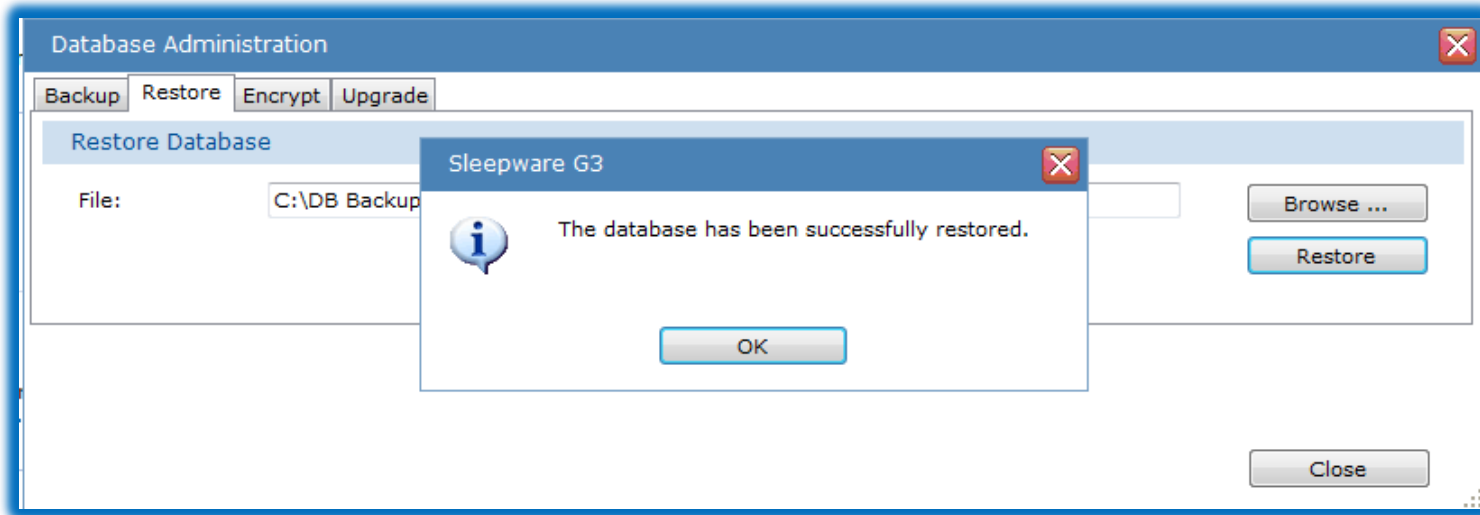 Database Administration
Backup Restore Encrypt Upgrade
Restore Database
File: C:\DB Backup Browse ...
Restore
Sleepware G3
The database has been successfully restored.
OK
Close